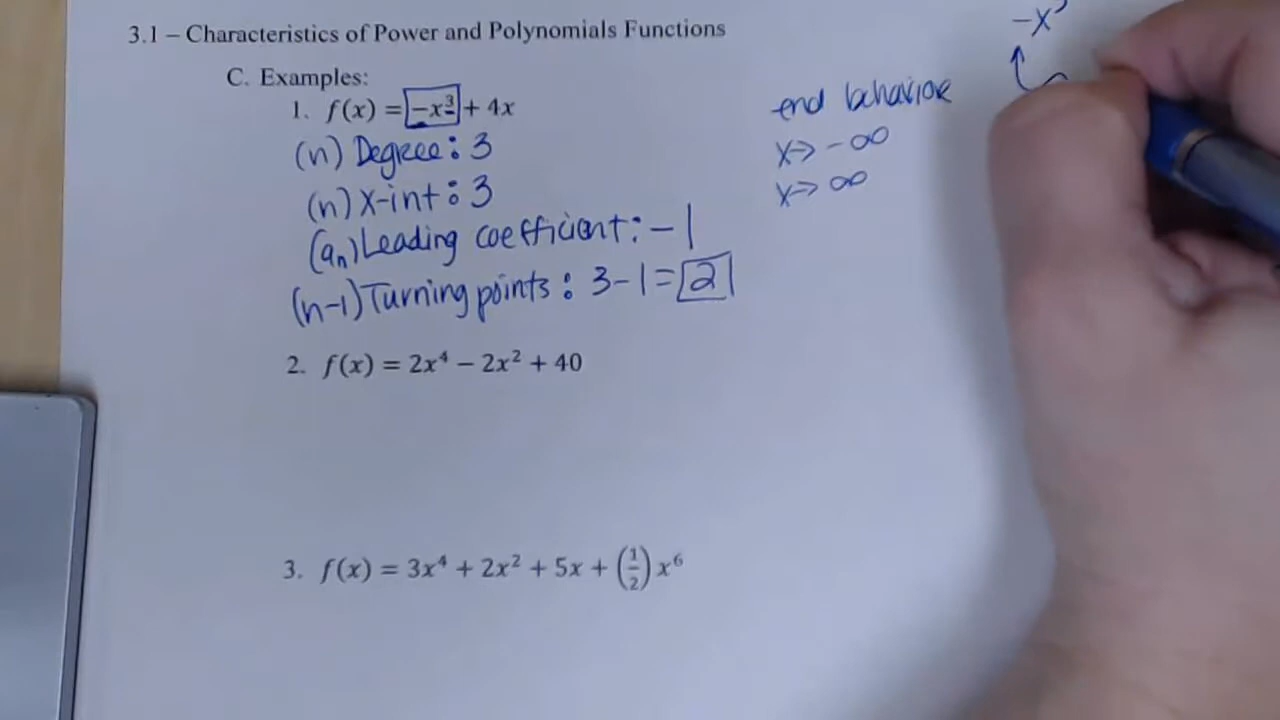 3.1 – Characteristics of Power and Polynomials Functions
C. Examples:
1. f(x) = -x³ + 4x
(n) Degree: 3
(n) x-int: 3
(aₙ) Leading coefficient: -1
(n-1) Turning points: 3-1 = 2
end behavior
x→ -∞
x→ ∞
-x³
2. f(x) = 2x⁴ − 2x² + 40
3. f(x) = 3x⁴ + 2x² + 5x + (1/2) x⁶